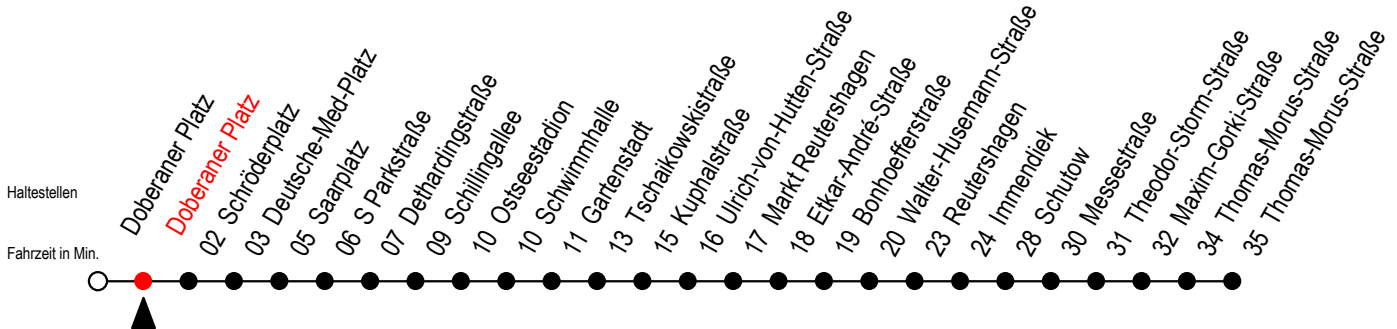 Haltestellen
Fahrzeit in Min.
Doberaner Platz
Doberaner Platz
02 Schröderplatz
03 Deutsche-Med-Platz
05 Saarplatz
06 S Parkstraße
07 Dethardingstraße
09 Schillingallee
10 Ostseestadion
10 Schwimmhalle
11 Gartenstadt
13 Tschaikowskistraße
15 Kuphalstraße
16 Ulrich-von-Hutten-Straße
17 Markt Reutershagen
18 Etkar-André-Straße
19 Bonhoefferstraße
20 Walter-Husemann-Straße
23 Reutershagen
24 Immendiek
28 Schutow
30 Messestraße
31 Theodor-Storm-Straße
32 Maxim-Gorki-Straße
34 Thomas-Morus-Straße
35 Thomas-Morus-Straße